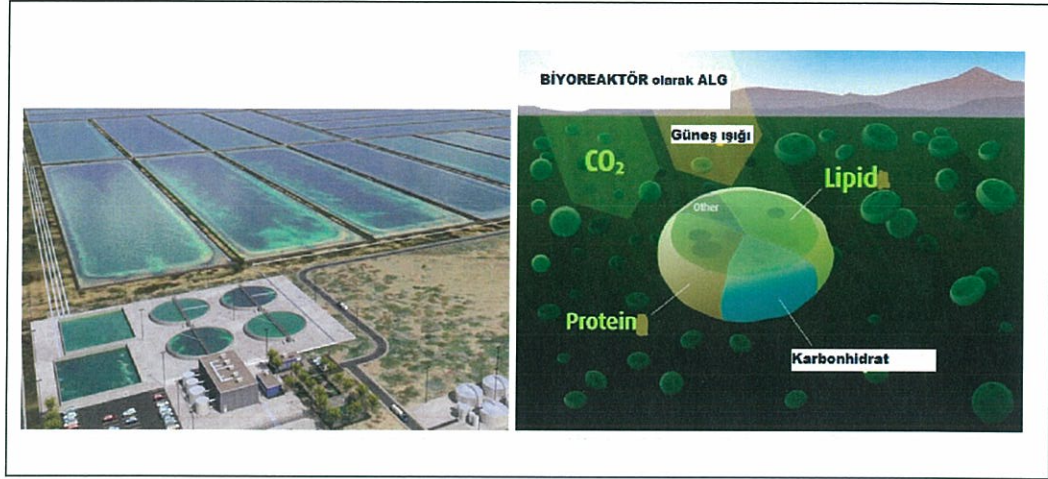 BİYOREAKTÖR olarak ALG
Güneş ışığı
CO₂
Lipid
Other
Protein
Karbonhidrat